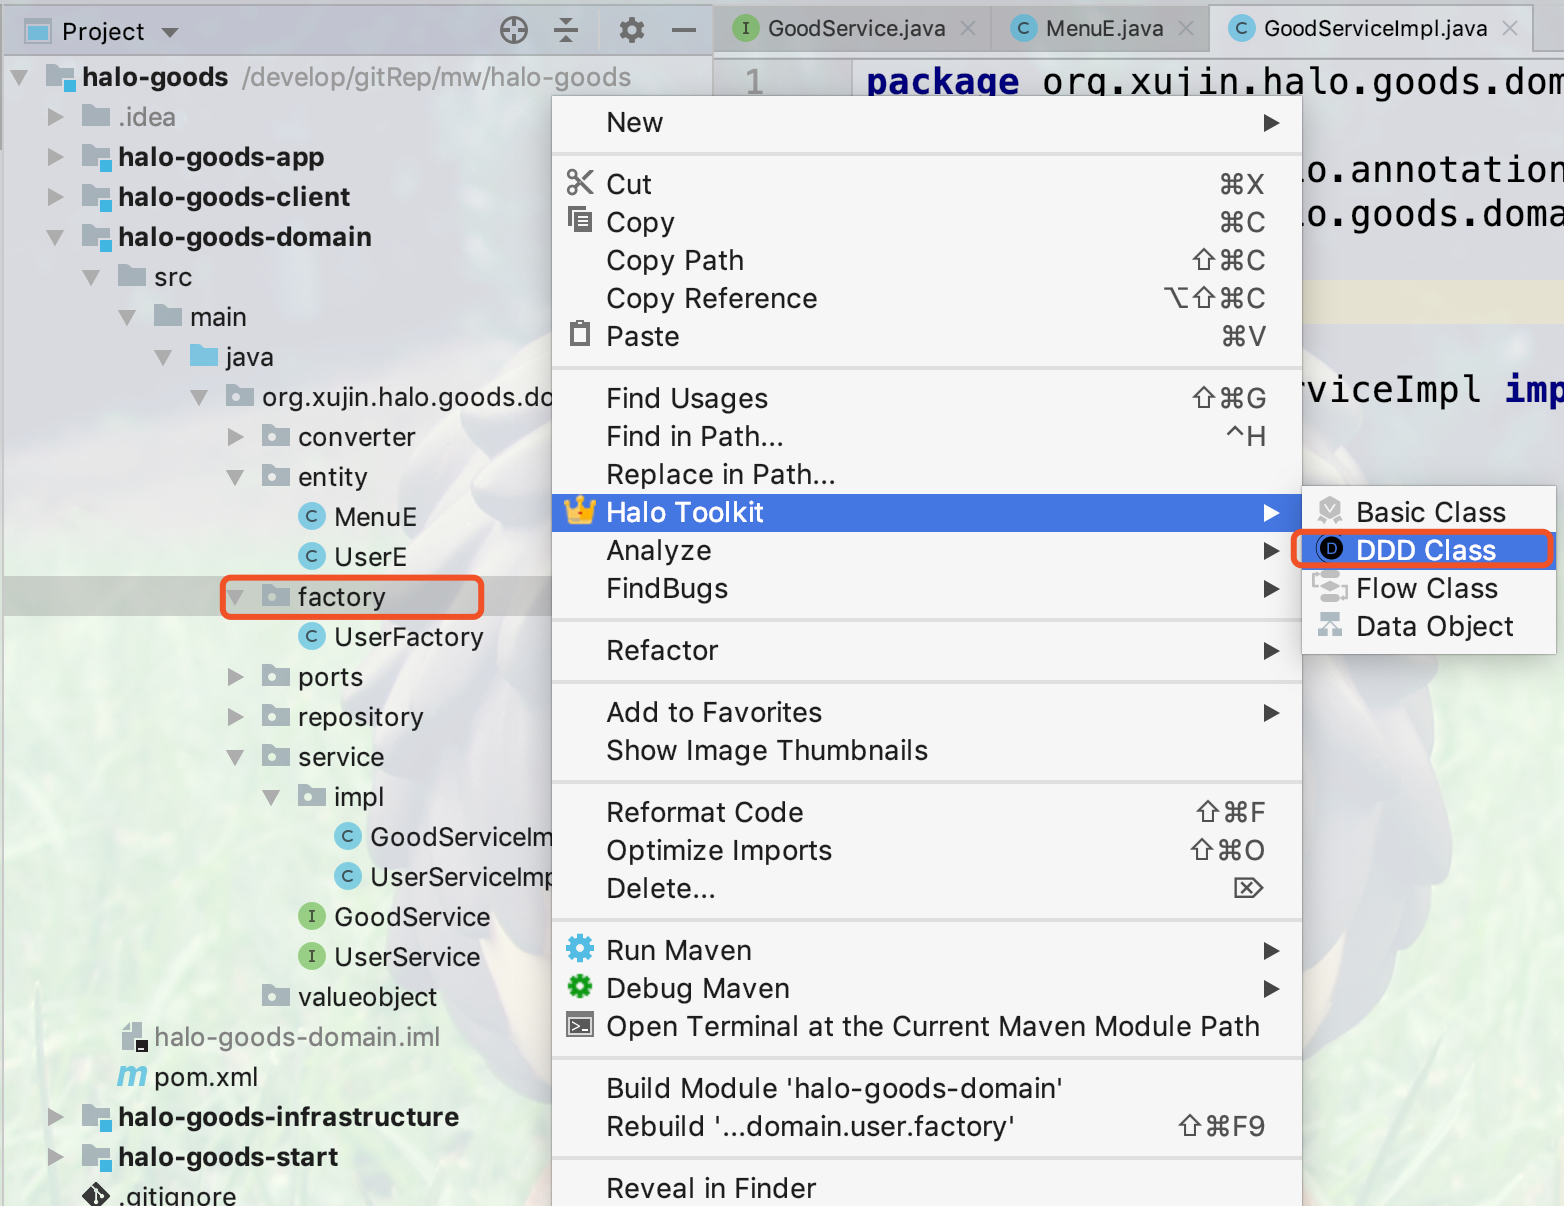 Project
GoodService.java
MenuE.java
GoodServiceImpl.java
halo-goods /develop/gitRep/mw/halo-goods
.idea
halo-goods-app
halo-goods-client
halo-goods-domain
src
main
java
org.xujin.halo.goods.do
converter
entity
C MenuE
C UserE
factory
C UserFactory
ports
repository
service
impl
C GoodServiceIm
C UserServiceImp
I GoodService
I UserService
valueobject
halo-goods-domain.iml
m pom.xml
halo-goods-infrastructure
halo-goods-start
.gitignore
1 package org.xujin.halo.goods.dom
lo.annotation
lo.goods.doma
rviceImpl imp
New
Cut ⌘X
Copy ⌘C
Copy Path ⇧⌘C
Copy Reference ⌥⇧⌘C
Paste ⌘V
Find Usages ⇧⌘G
Find in Path... ^H
Replace in Path...
Halo Toolkit
Analyze
FindBugs
Refactor
Add to Favorites
Show Image Thumbnails
Reformat Code ⇧⌘F
Optimize Imports ⇧⌘O
Delete... ⌦
Run Maven
Debug Maven
Open Terminal at the Current Maven Module Path
Build Module 'halo-goods-domain'
Rebuild '...domain.user.factory' ⇧⌘F9
Reveal in Finder
Basic Class
D DDD Class
Flow Class
Data Object